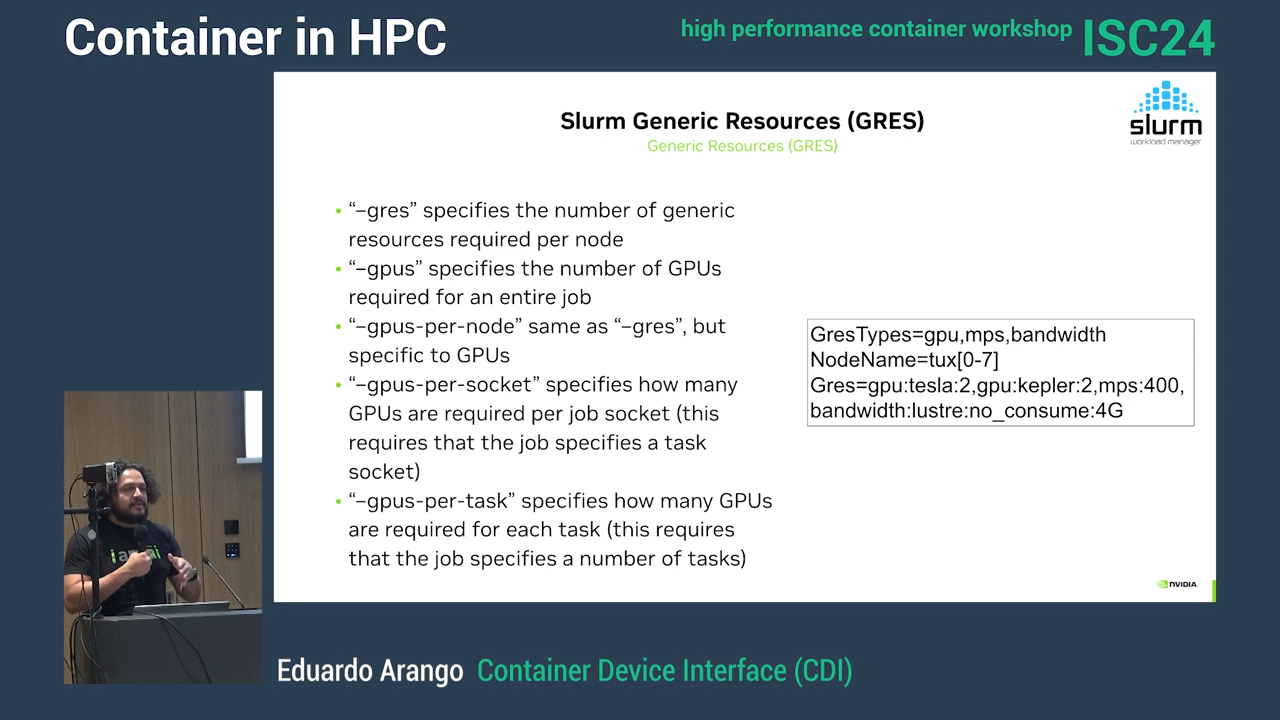 Container in HPC
high performance container workshop ISC24
Slurm Generic Resources (GRES)
Generic Resources (GRES)
slurm
workload manager
• “–gres” specifies the number of generic
resources required per node
• “–gpus” specifies the number of GPUs
required for an entire job
• “–gpus-per-node” same as “–gres”, but
specific to GPUs
• “–gpus-per-socket” specifies how many
GPUs are required per job socket (this
requires that the job specifies a task
socket)
• “–gpus-per-task” specifies how many GPUs
are required for each task (this requires
that the job specifies a number of tasks)
GresTypes=gpu,mps,bandwidth
NodeName=tux[0-7]
Gres=gpu:tesla:2,gpu:kepler:2,mps:400,
bandwidth:lustre:no_consume:4G
NVIDIA
Eduardo Arango Container Device Interface (CDI)